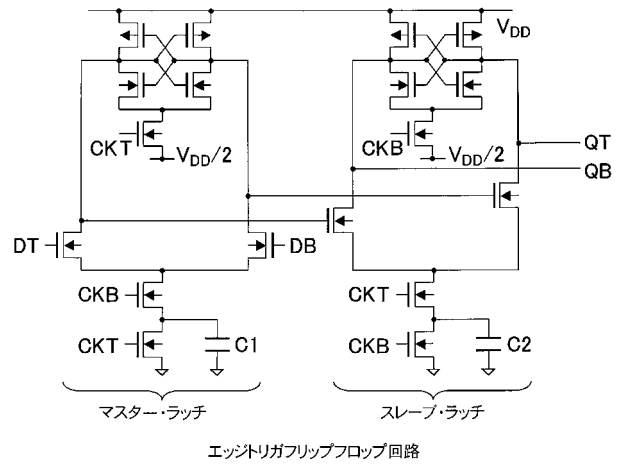 VDD
CKT
VDD/2
CKB
VDD/2
QT
QB
DT
DB
CKB
CKT
CKT
C1
CKB
C2
マスター・ラッチ
スレーブ・ラッチ
エッジトリガフリップフロップ回路